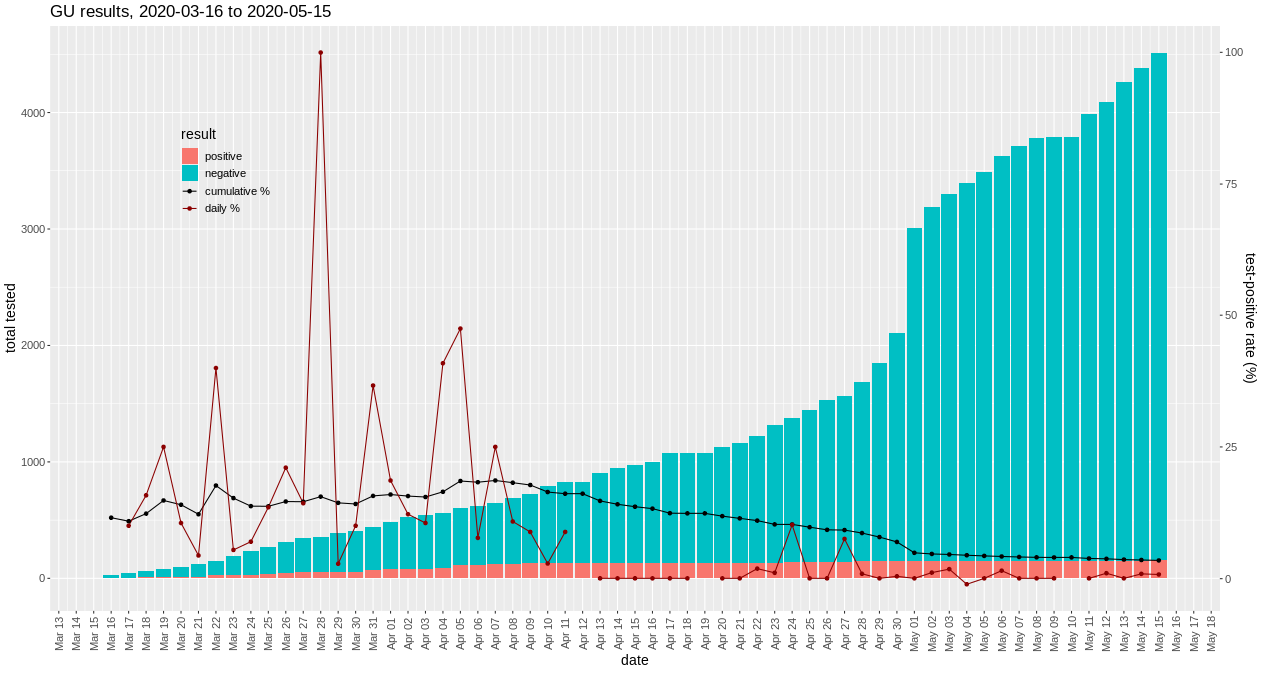 GU results, 2020-03-16 to 2020-05-15
total tested
4000
3000
2000
1000
0
result
positive
negative
cumulative %
daily %
100
75
50
25
0
test-positive rate (%)
Mar 13
Mar 14
Mar 15
Mar 16
Mar 17
Mar 18
Mar 19
Mar 20
Mar 21
Mar 22
Mar 23
Mar 24
Mar 25
Mar 26
Mar 27
Mar 28
Mar 29
Mar 30
Mar 31
Apr 01
Apr 02
Apr 03
Apr 04
Apr 05
Apr 06
Apr 07
Apr 08
Apr 09
Apr 10
Apr 11
Apr 12
Apr 13
Apr 14
Apr 15
Apr 16
Apr 17
Apr 18
Apr 19
Apr 20
Apr 21
Apr 22
Apr 23
Apr 24
Apr 25
Apr 26
Apr 27
Apr 28
Apr 29
Apr 30
May 01
May 02
May 03
May 04
May 05
May 06
May 07
May 08
May 09
May 10
May 11
May 12
May 13
May 14
May 15
May 16
May 17
May 18
date